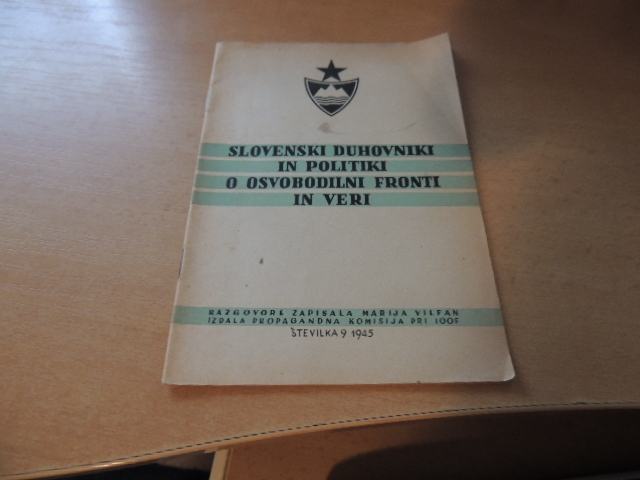 SLOVENSKI DUHOVNIKI
IN POLITIKI
O OSVOBODILNI FRONTI
IN VERI
RAZGOVORE ZAPISALA MARIJA VILFAN
IZDALA PROPAGANDNA KOMISIJA PRI IOOF
ŠTEVILKA 9 1945